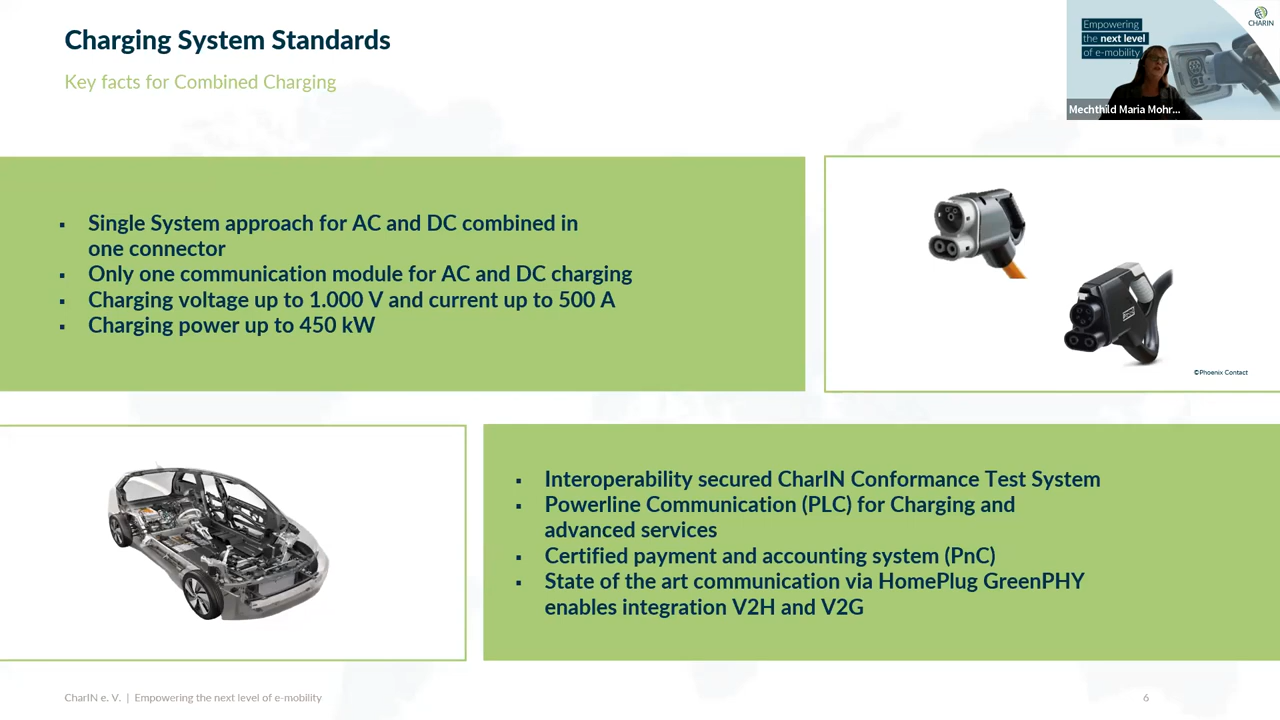 Charging System Standards
Key facts for Combined Charging
Empowering
the next level
of e-mobility
CHARIN
Mechthild Maria Mohr...
▪ Single System approach for AC and DC combined in
one connector
▪ Only one communication module for AC and DC charging
▪ Charging voltage up to 1.000 V and current up to 500 A
▪ Charging power up to 450 kW
©Phoenix Contact
▪ Interoperability secured CharIN Conformance Test System
▪ Powerline Communication (PLC) for Charging and
advanced services
▪ Certified payment and accounting system (PnC)
▪ State of the art communication via HomePlug GreenPHY
enables integration V2H and V2G
CharIN e. V. | Empowering the next level of e-mobility
6